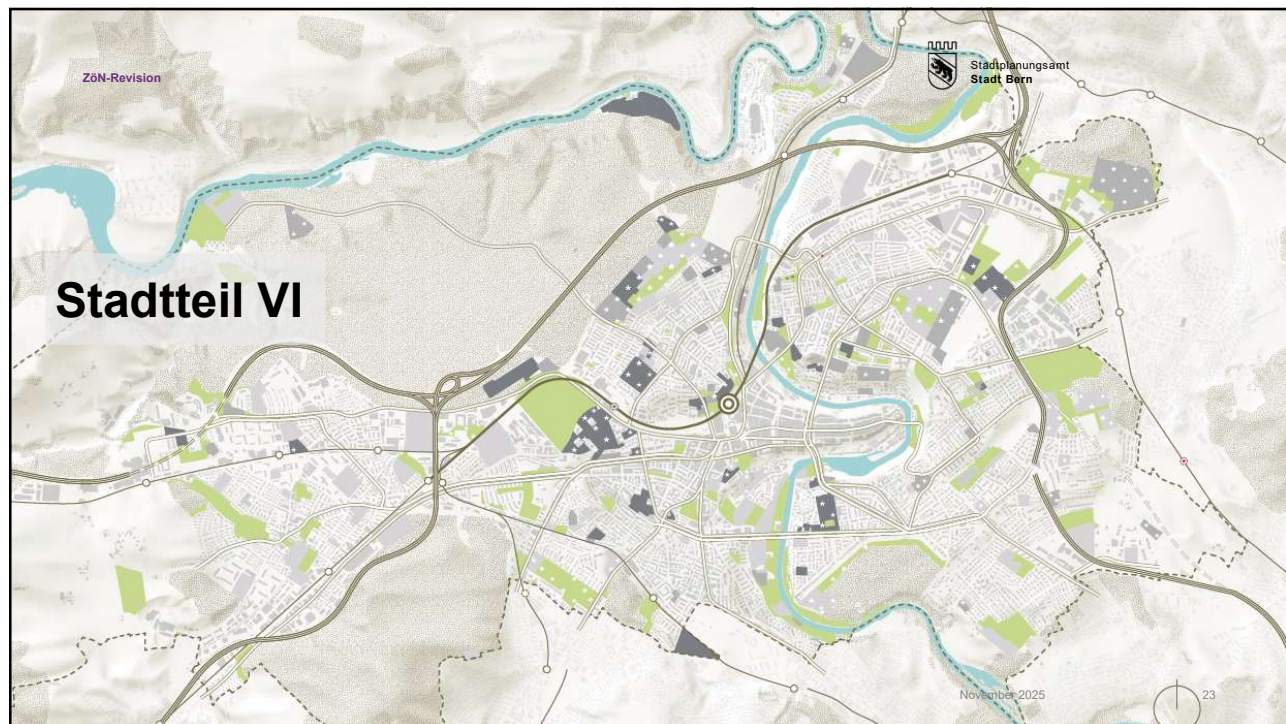 ZöN-Revision
Stadtplanungsamt
Stadt Bern
Stadtteil VI
November 2025
23